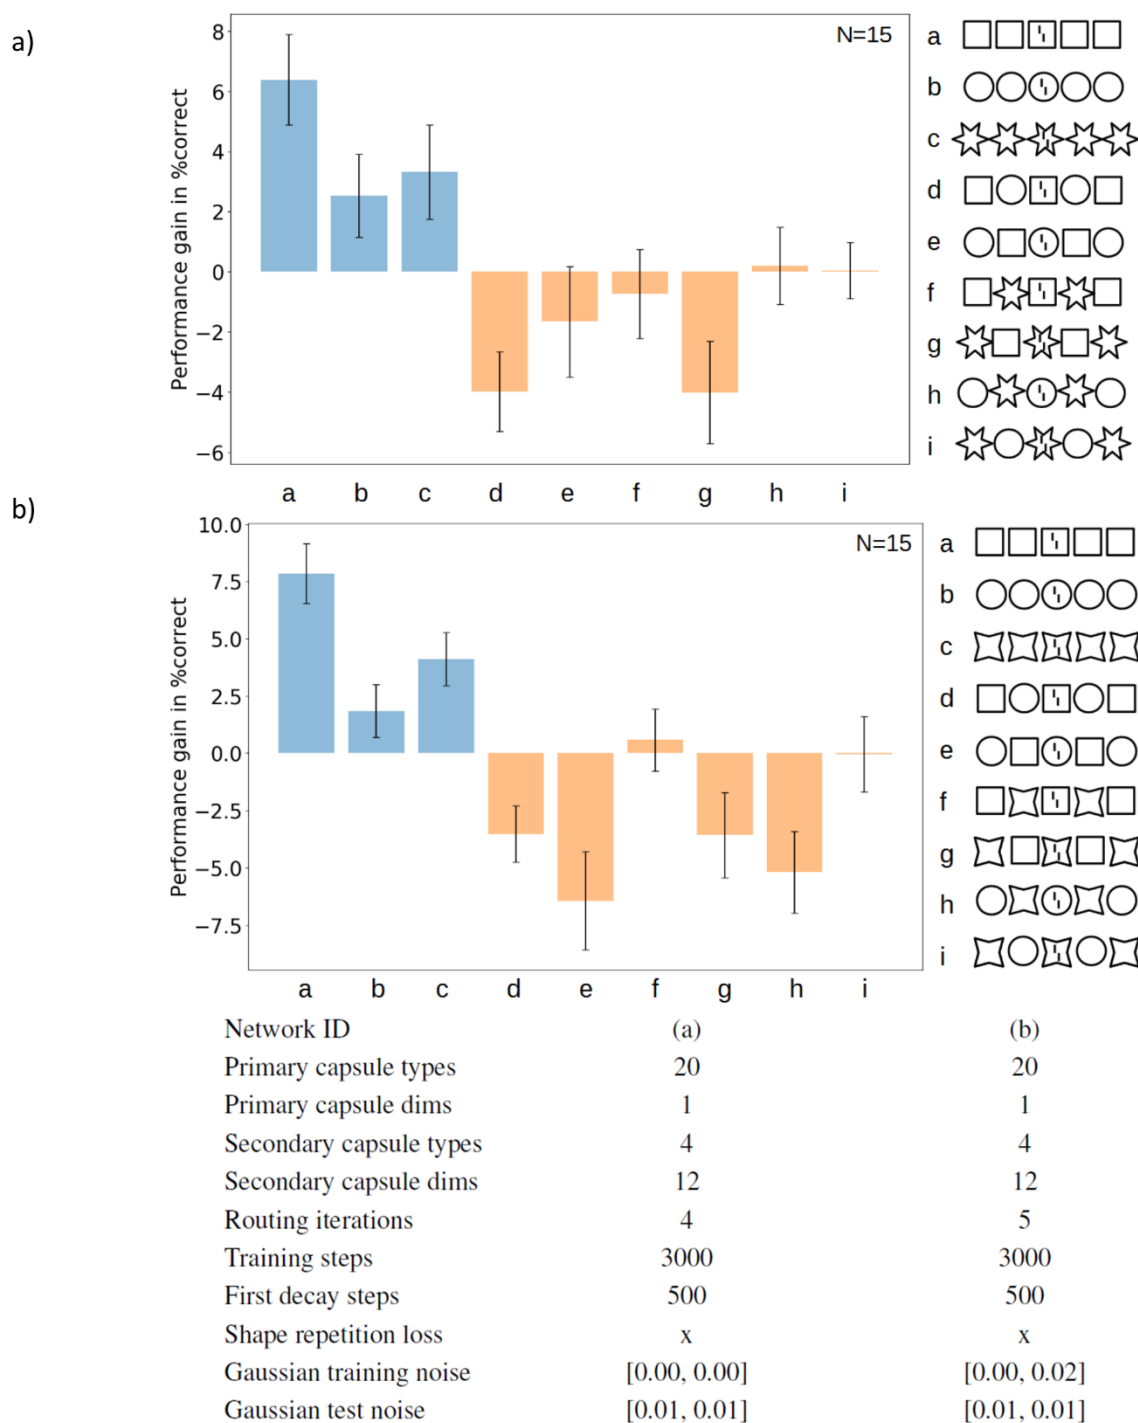 a)
Performance gain in %correct
8
6
4
2
0
−2
−4
−6
N=15
a b c d e f g h i
a
b
c
d
e
f
g
h
i
b)
Performance gain in %correct
10.0
7.5
5.0
2.5
0.0
−2.5
−5.0
−7.5
N=15
a b c d e f g h i
a
b
c
d
e
f
g
h
i
Network ID (a) (b)
Primary capsule types 20 20
Primary capsule dims 1 1
Secondary capsule types 4 4
Secondary capsule dims 12 12
Routing iterations 4 5
Training steps 3000 3000
First decay steps 500 500
Shape repetition loss x x
Gaussian training noise [0.00, 0.00] [0.00, 0.02]
Gaussian test noise [0.01, 0.01] [0.01, 0.01]